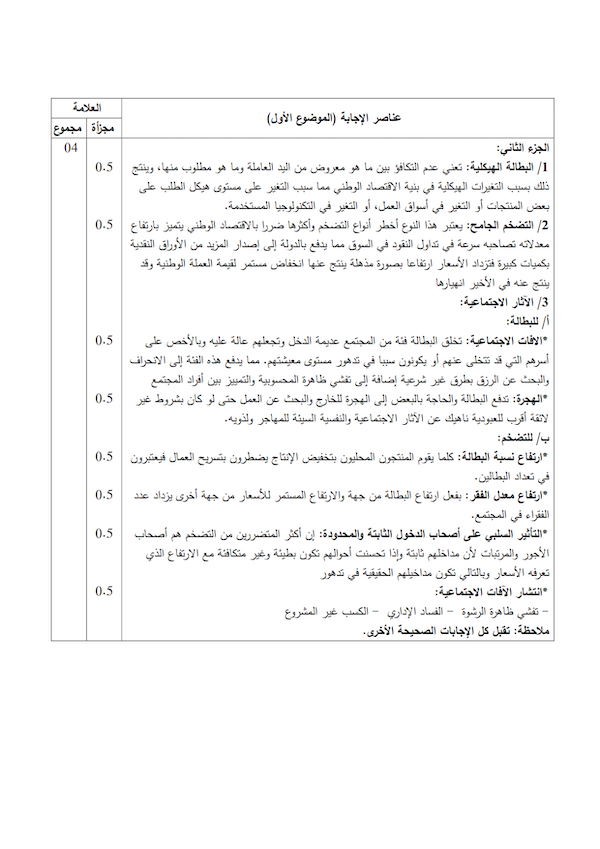 عناصر الإجابة (الموضوع الأول)
العلامة
مجزأة
مجموع
04
الجزء الثاني:
0.5
1/ البطالة الهيكلية: تعني عدم التكافؤ بين ما هو معروض من اليد العاملة وما هو مطلوب منها، وينتج
ذلك بسبب التغيرات الهيكلية في بنية الاقتصاد الوطني مما سبب التغير على مستوى هيكل الطلب على
بعض المنتجات أو التغير في أسواق العمل، أو التغير في التكنولوجيا المستخدمة.
0.5
2/ التضخم الجامح: يعتبر هذا النوع أخطر أنواع التضخم وأكثرها ضررا بالاقتصاد الوطني يتميز بارتفاع
معدلاته تصاحبه سرعة في تداول النقود في السوق مما يدفع بالدولة إلى إصدار المزيد من الأوراق النقدية
بكميات كبيرة فتزداد الأسعار ارتفاعا بصورة مذهلة ينتج عنها انخفاض مستمر لقيمة العملة الوطنية وقد
ينتج عنه في الأخير انهيارها
3/ الآثار الاجتماعية:
أ/ للبطالة:
0.5
*الافات الاجتماعية: تخلق البطالة فئة من المجتمع عديمة الدخل وتجعلهم عالة عليه وبالأخص على
أسرهم التي قد تتخلى عنهم أو يكونون سببا في تدهور مستوى معيشتهم. مما يدفع هذه الفئة إلى الانحراف
والبحث عن الرزق بطرق غير شرعية إضافة إلى تفشي ظاهرة المحسوبية والتمييز بين أفراد المجتمع
0.5
*الهجرة: تدفع البطالة والحاجة بالبعض إلى الهجرة للخارج والبحث عن العمل حتى لو كان بشروط غير
لائقة أقرب للعبودية ناهيك عن الآثار الاجتماعية والنفسية السيئة للمهاجر ولذويه.
ب/ للتضخم:
0.5
*ارتفاع نسبة البطالة: كلما يقوم المنتجون المحليون بتخفيض الإنتاج يضطرون بتسريح العمال فيعتبرون
في تعداد البطالين.
0.5
*ارتفاع معدل الفقر: بفعل ارتفاع البطالة من جهة والارتفاع المستمر للأسعار من جهة أخرى يزداد عدد
الفقراء في المجتمع.
0.5
*التأثير السلبي على أصحاب الدخول الثابتة والمحدودة: إن أكثر المتضررين من التضخم هم أصحاب
الأجور والمرتبات لأن مداخلهم ثابتة وإذا تحسنت أحوالهم تكون بطيئة وغير متكافئة مع الارتفاع الذي
تعرفه الأسعار وبالتالي تكون مداخيلهم الحقيقية في تدهور
0.5
*انتشار الآفات الاجتماعية:
– تفشي ظاهرة الرشوة – الفساد الإداري – الكسب غير المشروع
ملاحظة: تقبل كل الإجابات الصحيحة الأخرى.